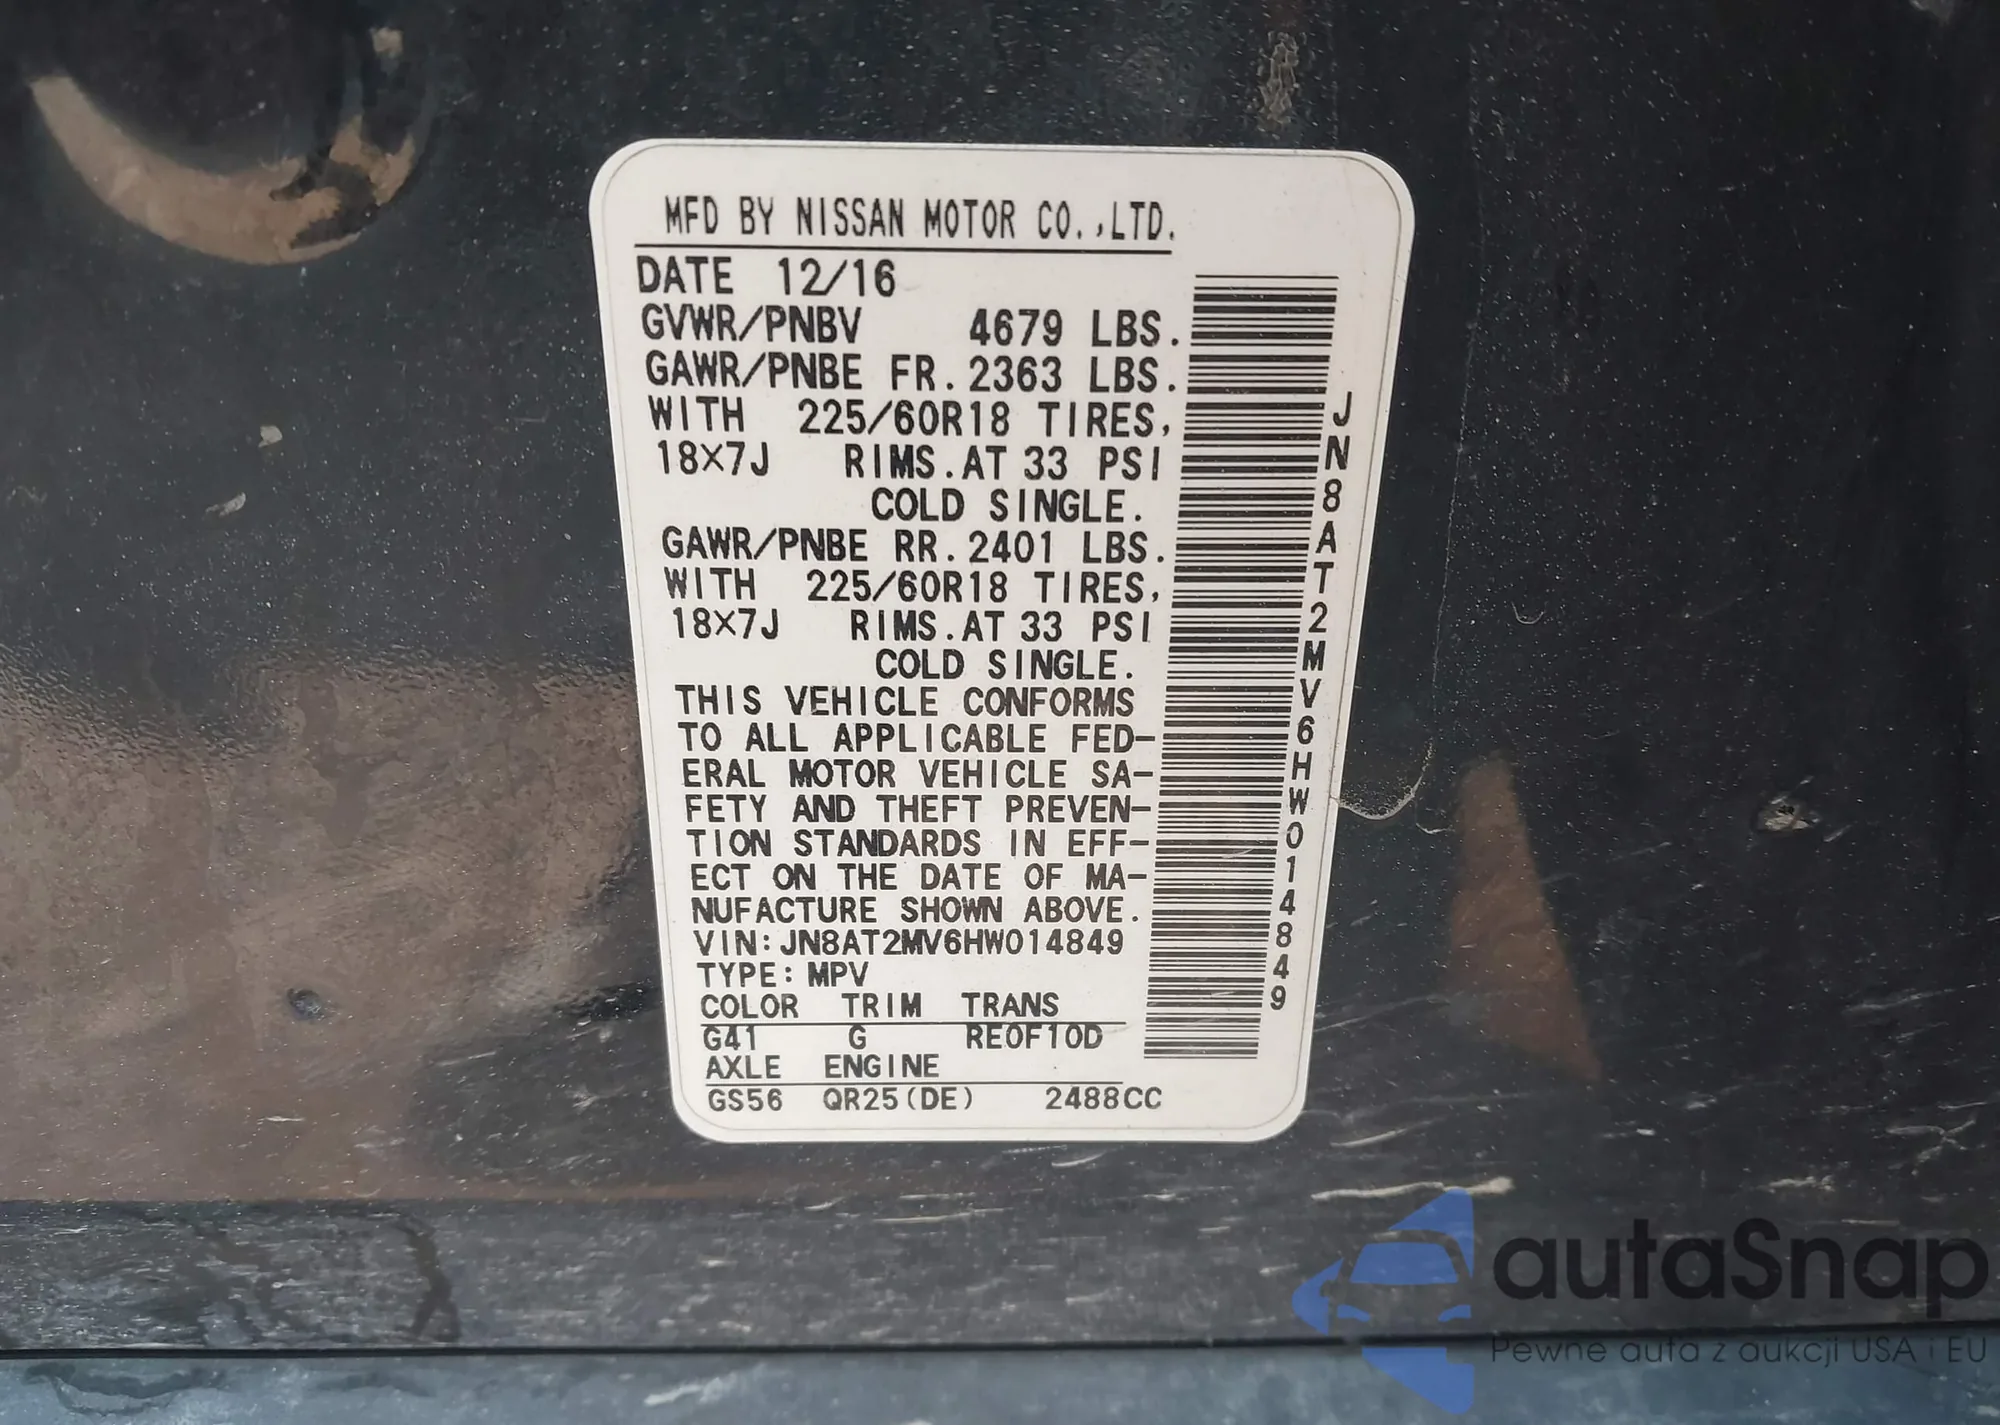 MFD BY NISSAN MOTOR CO.,LTD.
DATE 12/16
GVWR/PNBV 4679 LBS.
GAWR/PNBE FR. 2363 LBS.
WITH 225/60R18 TIRES,
18×7J RIMS. AT 33 PSI
COLD SINGLE.
GAWR/PNBE RR. 2401 LBS.
WITH 225/60R18 TIRES,
18×7J RIMS. AT 33 PSI
COLD SINGLE.
THIS VEHICLE CONFORMS
TO ALL APPLICABLE FED-
ERAL MOTOR VEHICLE SA-
FETY AND THEFT PREVEN-
TION STANDARDS IN EFF-
ECT ON THE DATE OF MA-
NUFACTURE SHOWN ABOVE.
VIN: JN8AT2MV6HW014849
TYPE: MPV
COLOR TRIM TRANS
G41 G RE0F10D
AXLE ENGINE
GS56 QR25(DE) 2488CC
JN8AT2MV6HW014849
autaSnap
Pewne auta z aukcji USA i EU